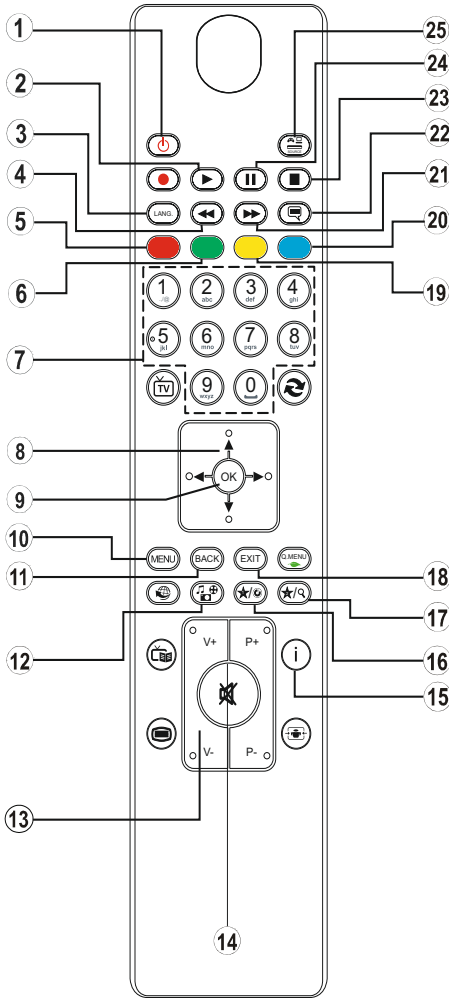 1
25
2
24
3
23
4
22
SOURCE
LANG.
21
5
20
6
19
1 2 3 4
.-/@ abc def ghi
7
5 6 7 8
jkl mno pqrs tuv
TV 9 0
wxyz
8
9
OK
10
MENU BACK EXIT Q.MENU
11
18
12
17
16
V+ P+
i
15
V- P-
13
14